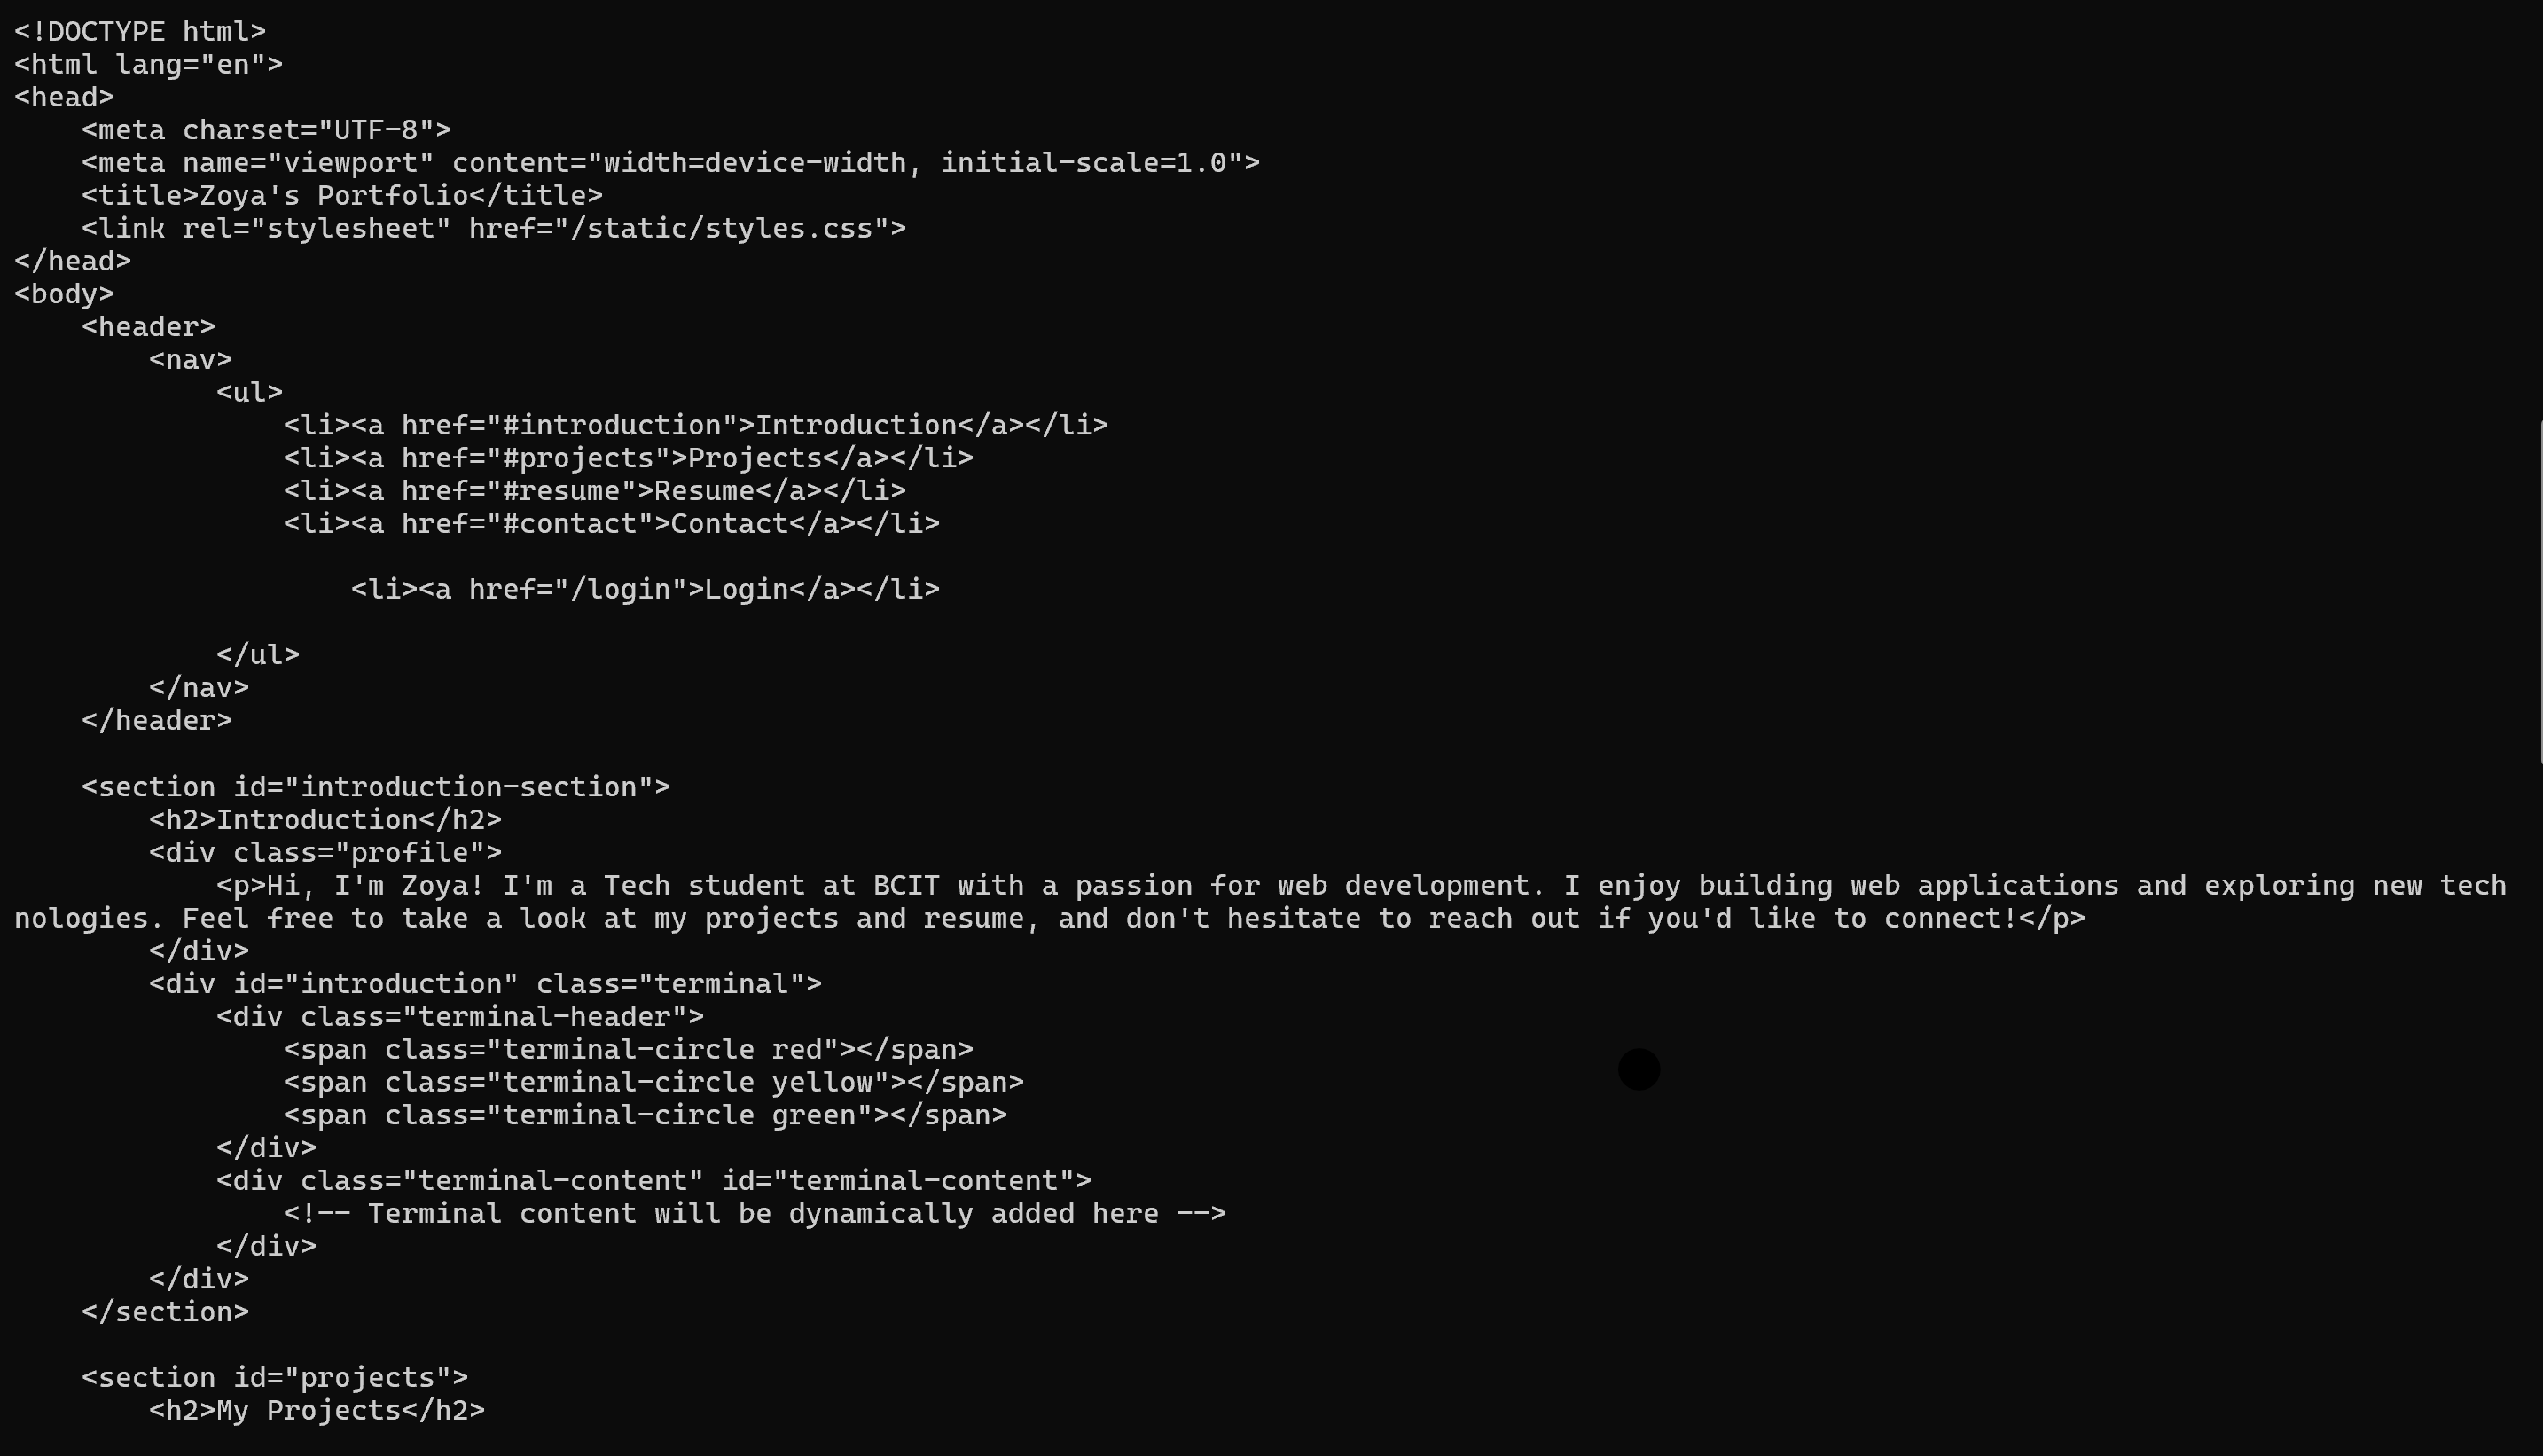 <!DOCTYPE html>
<html lang="en">
<head>
    <meta charset="UTF-8">
    <meta name="viewport" content="width=device-width, initial-scale=1.0">
    <title>Zoya's Portfolio</title>
    <link rel="stylesheet" href="/static/styles.css">
</head>
<body>
    <header>
        <nav>
            <ul>
                <li><a href="#introduction">Introduction</a></li>
                <li><a href="#projects">Projects</a></li>
                <li><a href="#resume">Resume</a></li>
                <li><a href="#contact">Contact</a></li>

                    <li><a href="/login">Login</a></li>

            </ul>
        </nav>
    </header>

    <section id="introduction-section">
        <h2>Introduction</h2>
        <div class="profile">
            <p>Hi, I'm Zoya! I'm a Tech student at BCIT with a passion for web development. I enjoy building web applications and exploring new tech
nologies. Feel free to take a look at my projects and resume, and don't hesitate to reach out if you'd like to connect!</p>
        </div>
        <div id="introduction" class="terminal">
            <div class="terminal-header">
                <span class="terminal-circle red"></span>
                <span class="terminal-circle yellow"></span>
                <span class="terminal-circle green"></span>
            </div>
            <div class="terminal-content" id="terminal-content">
                <!-- Terminal content will be dynamically added here -->
            </div>
        </div>
    </section>

    <section id="projects">
        <h2>My Projects</h2>